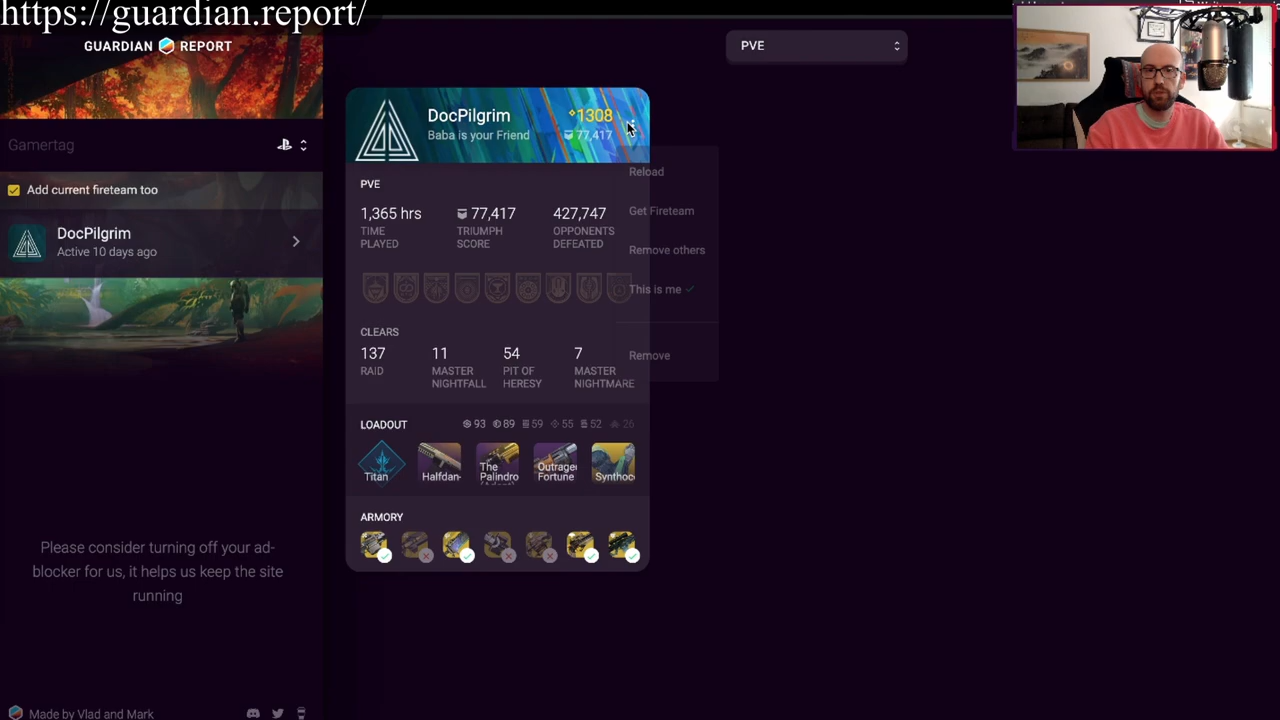 https://guardian.report/
GUARDIAN REPORT
PVE
Gamertag
Add current fireteam too
DocPilgrim
Active 10 days ago
Please consider turning off your ad-
blocker for us, it helps us keep the site
running
Made by Vlad and Mark
DocPilgrim
1308
Baba is your Friend
77,417
PVE
1,365 hrs
77,417
427,747
TIME
PLAYED
TRIUMPH
SCORE
OPPONENTS
DEFEATED
CLEARS
137
11
54
7
RAID
MASTER
NIGHTFALL
PIT OF
HERESY
MASTER
NIGHTMARE
LOADOUT
93 89 59 55 52 26
Titan
Halfdan-
The
Palindro
Outrage
Fortune
Synthoc
ARMORY
Reload
Get Fireteam
Remove others
This is me
Remove